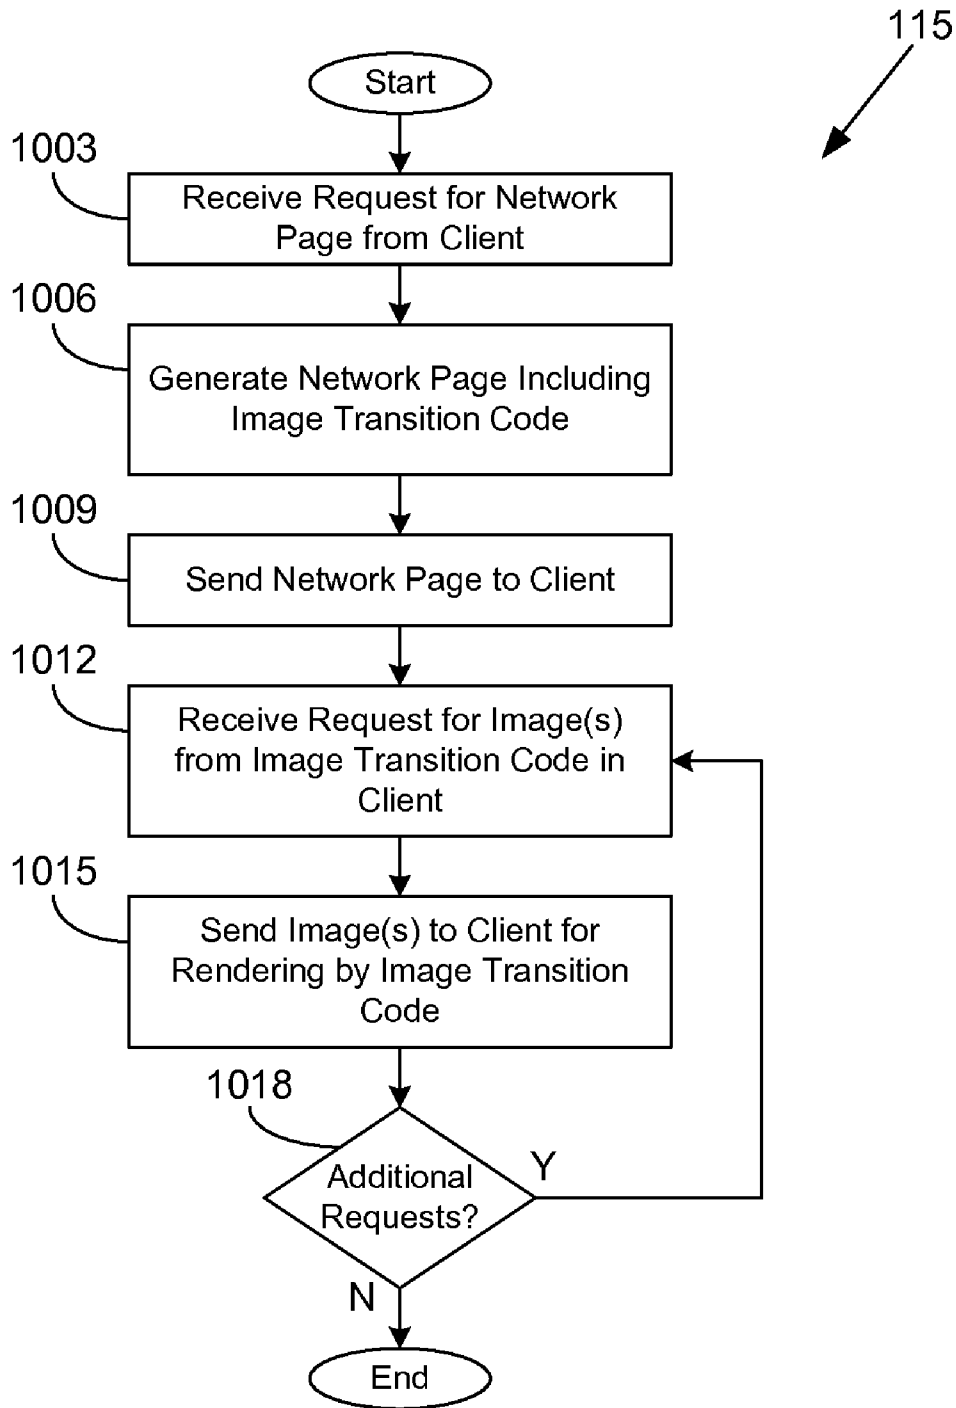 115
Start
1003
Receive Request for Network
Page from Client
1006
Generate Network Page Including
Image Transition Code
1009
Send Network Page to Client
1012
Receive Request for Image(s)
from Image Transition Code in
Client
1015
Send Image(s) to Client for
Rendering by Image Transition
Code
1018
Additional
Requests?
Y
N
End